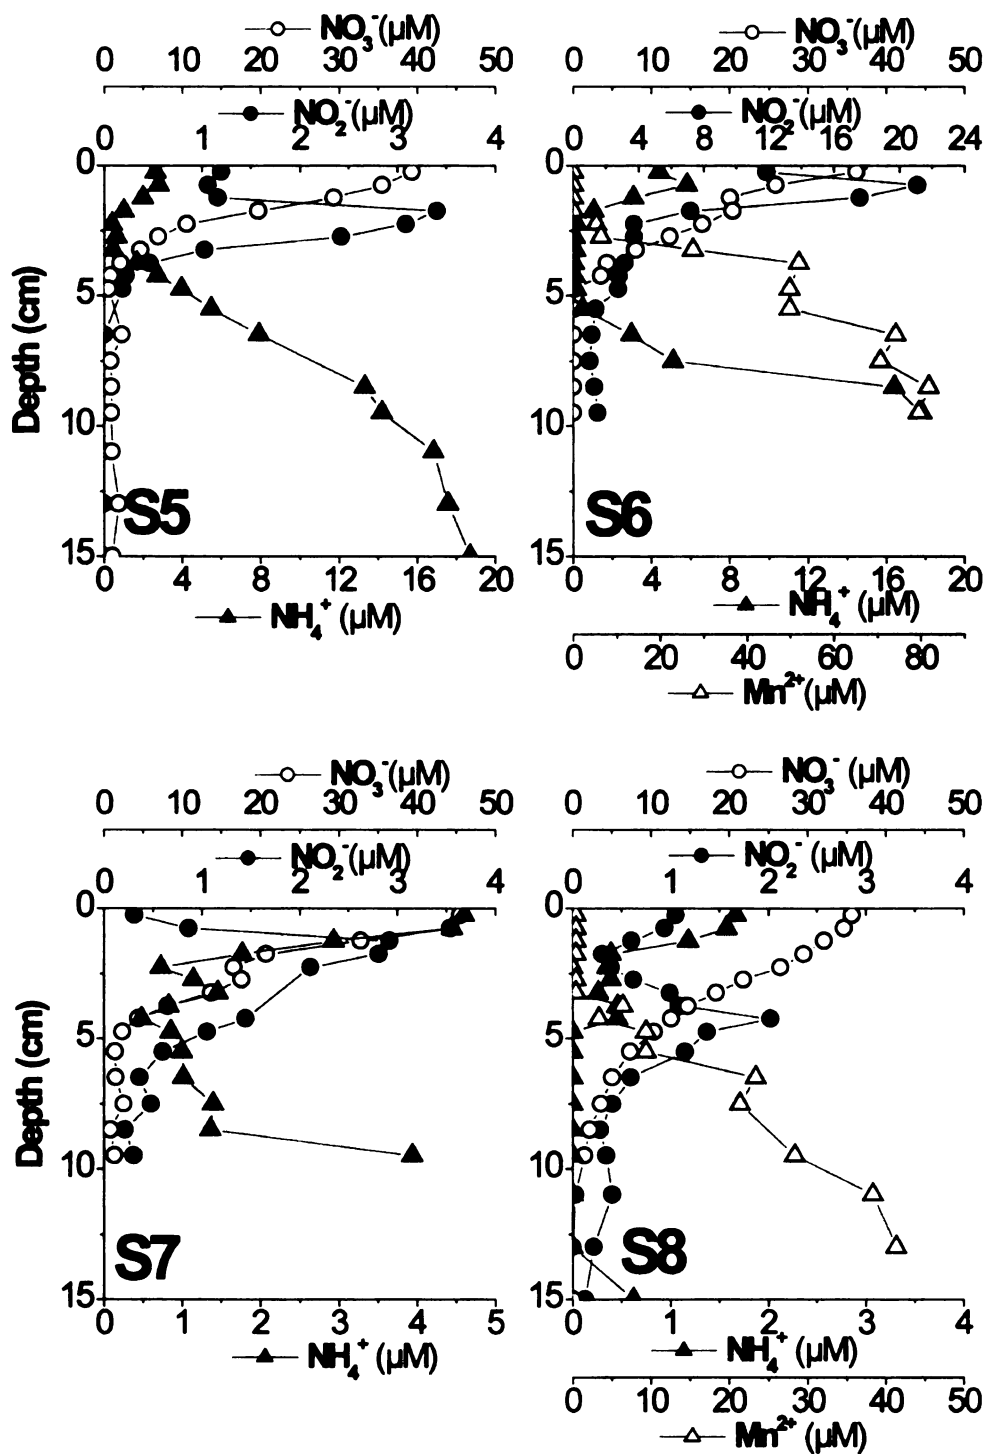 NO₃⁻(µM) NO₃⁻(µM)
0 10 20 30 40 50 0 10 20 30 40 50
NO₂⁻(µM) NO₂⁻(µM)
0 1 2 3 4 0 4 8 12 16 20 24
0
5
10
15
Depth (cm)
S5 S6
0 4 8 12 16 20 0 4 8 12 16 20
NH₄⁺ (µM) NH₄⁺ (µM)
0 20 40 60 80
Mn²⁺(µM)
NO₃⁻(µM) NO₃⁻ (µM)
0 10 20 30 40 50 0 10 20 30 40 50
NO₂⁻(µM) NO₂⁻(µM)
0 1 2 3 4 0 1 2 3 4
0
5
10
15
Depth (cm)
S7 S8
0 1 2 3 4 5 0 1 2 3 4
NH₄⁺ (µM) NH₄⁺ (µM)
0 10 20 30 40 50
Mn²⁺ (µM)